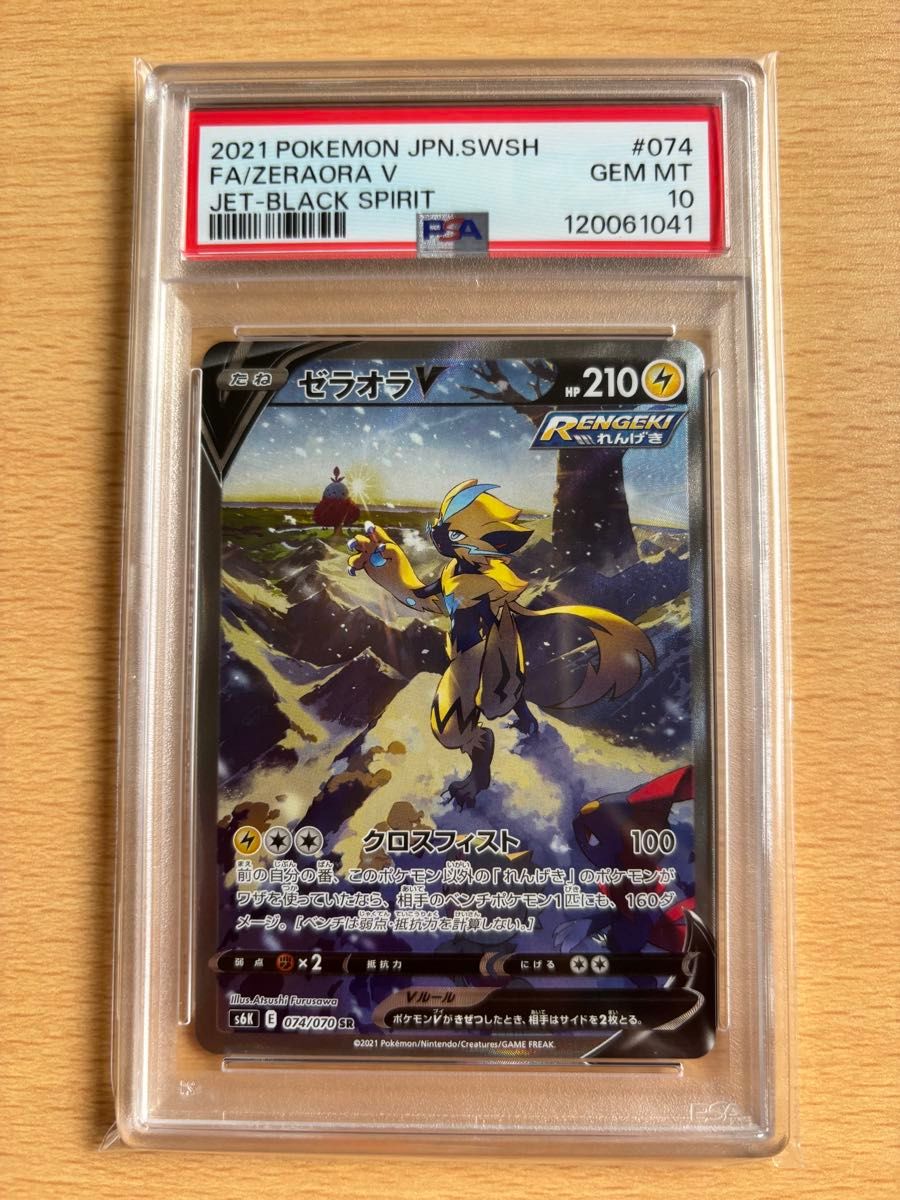 2021 POKEMON JPN.SWSH #074
FA/ZERAORA V GEM MT
JET-BLACK SPIRIT 10
PSA 120061041
たね ゼラオラV HP 210
RENGEKI
れんげき
クロスフィスト 100
前の自分の番、このポケモン以外の「れんげき」のポケモンが
ワザを使っていたなら、相手のベンチポケモン1匹にも、160ダ
メージ。[ベンチは弱点・抵抗力を計算しない。]
弱点 ×2 抵抗力 にげる
Illus. Atsushi Furusawa
Vルール
s6K E 074/070 SR
ポケモンVがきぜつしたとき、相手はサイドを2枚とる。
©2021 Pokémon/Nintendo/Creatures/GAME FREAK.
PSA